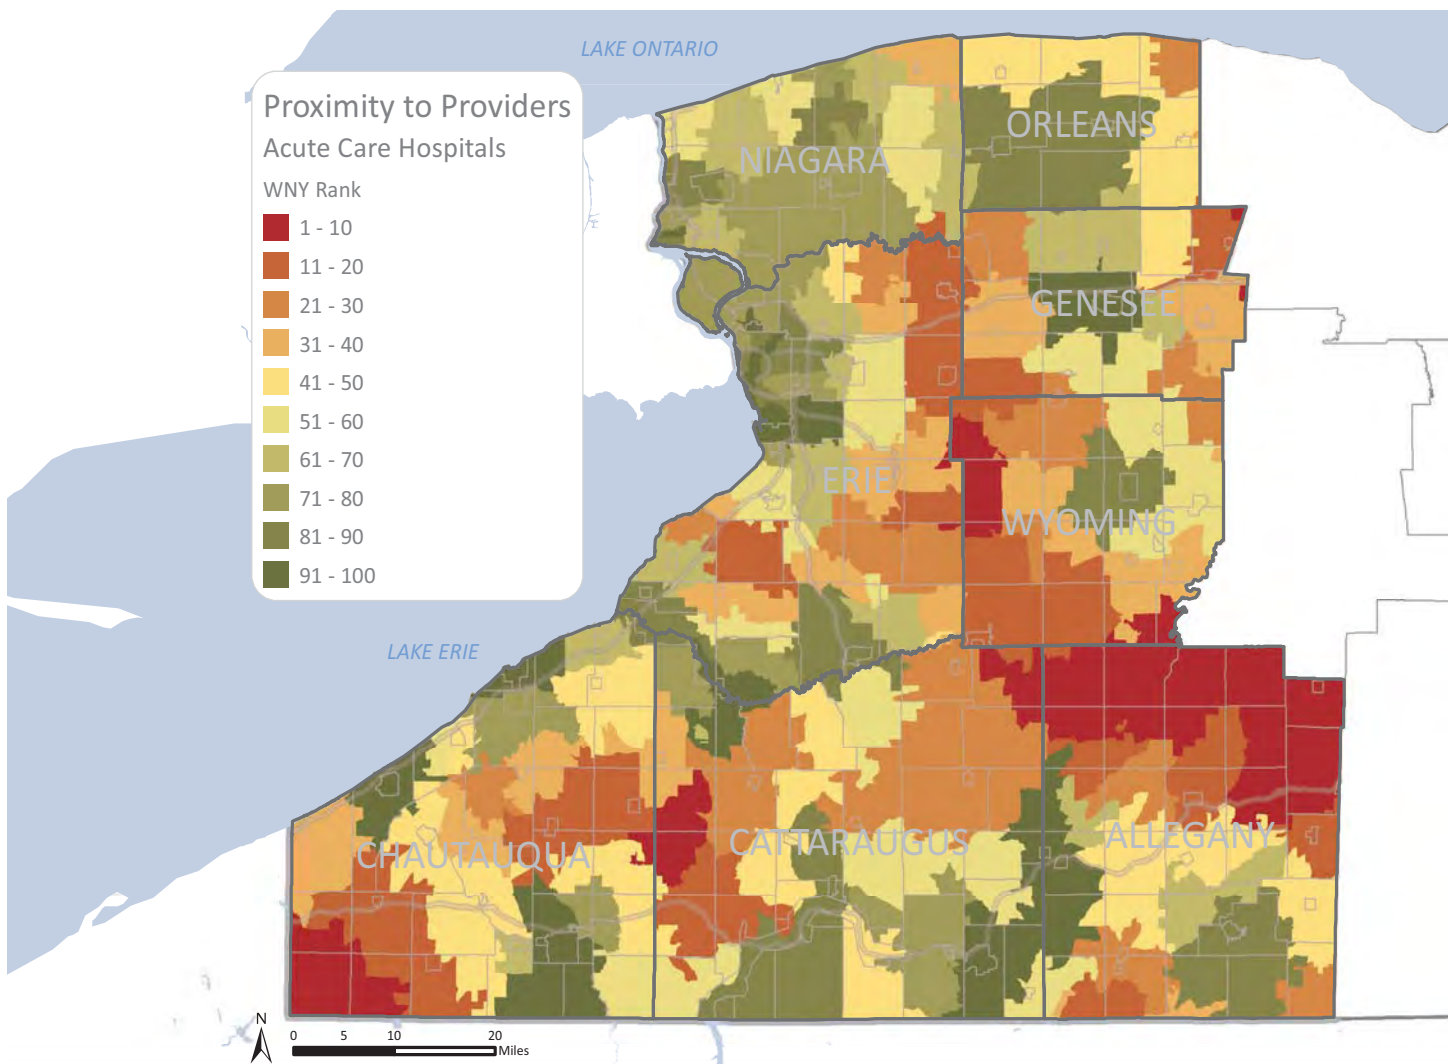 LAKE ONTARIO
Proximity to Providers
Acute Care Hospitals
WNY Rank
1 - 10
11 - 20
21 - 30
31 - 40
41 - 50
51 - 60
61 - 70
71 - 80
81 - 90
91 - 100
ORLEANS
NIAGARA
GENESEE
ERIE
WYOMING
LAKE ERIE
CHAUTAUQUA
CATTARAUGUS
ALLEGANY
N
0 5 10 20
Miles